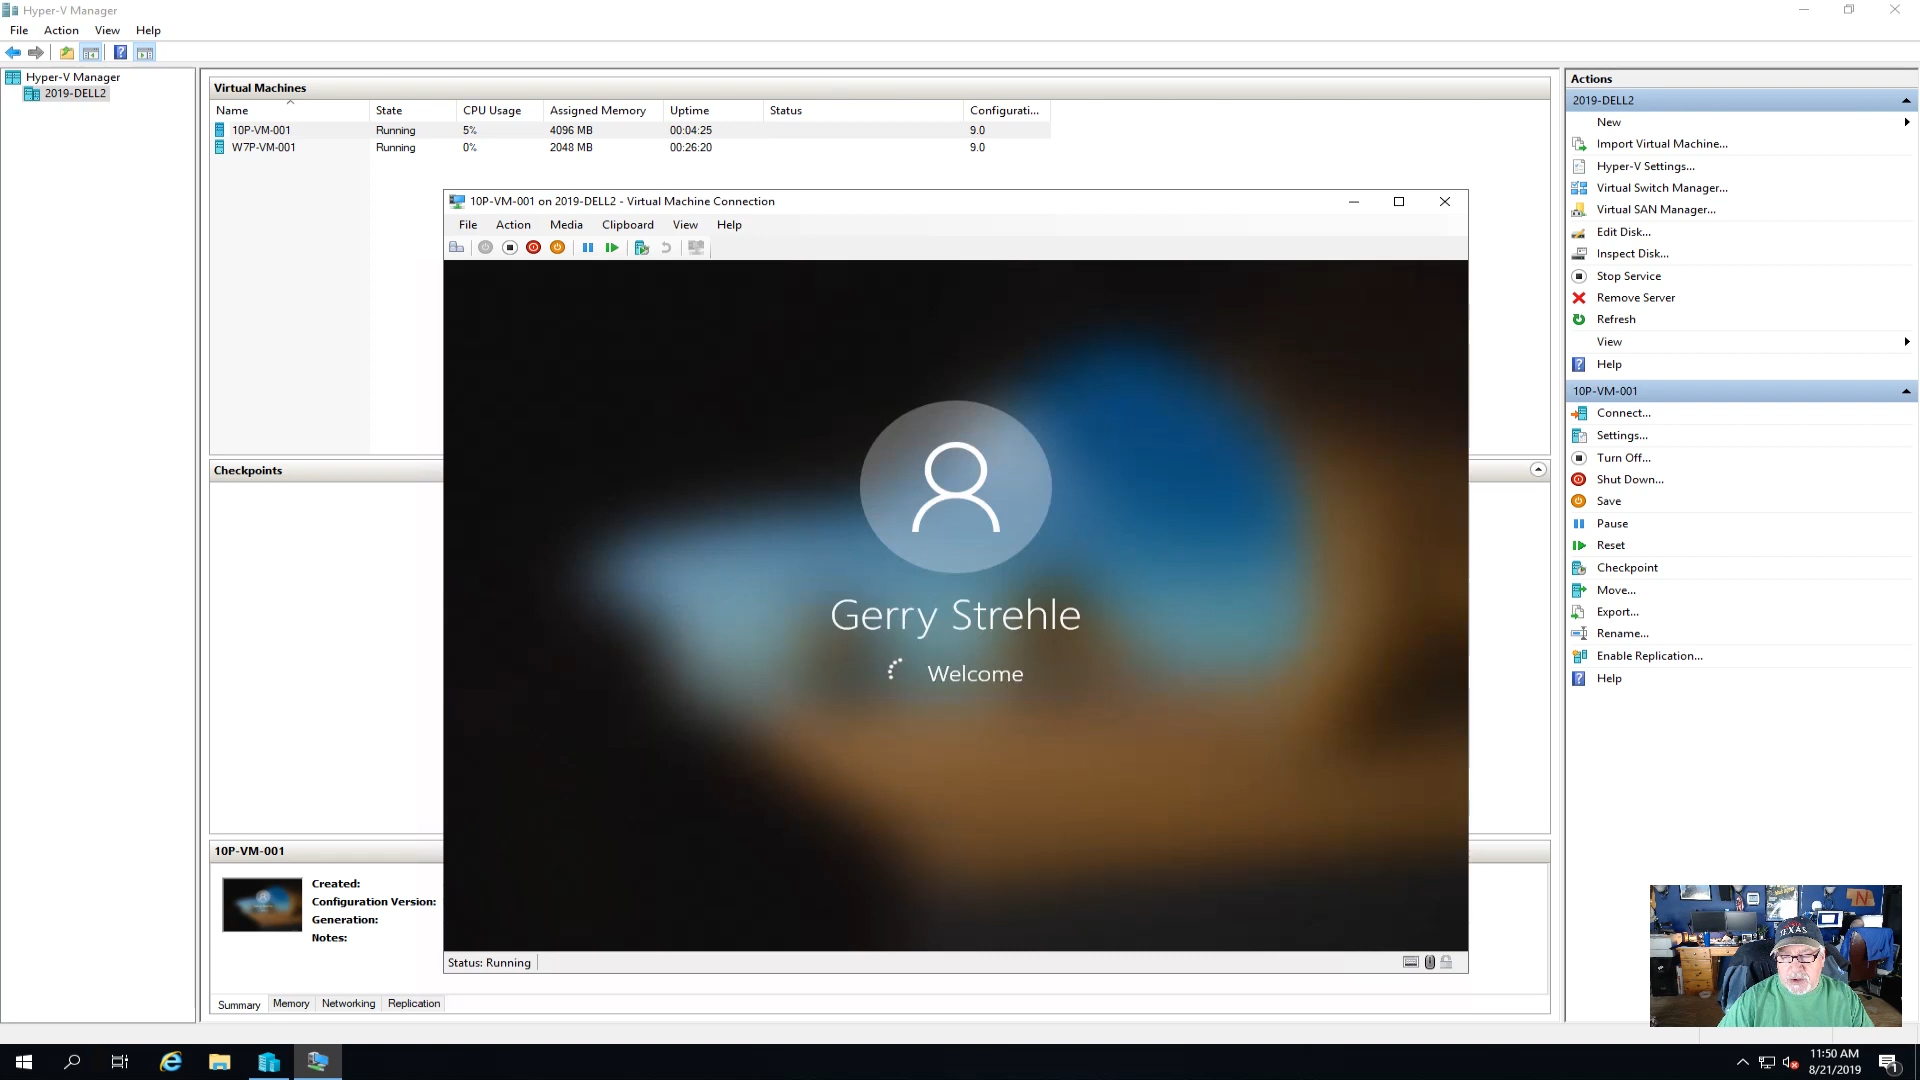 Hyper-V Manager
File Action View Help
Hyper-V Manager
2019-DELL2
Virtual Machines
Name State CPU Usage Assigned Memory Uptime Status Configurati...
10P-VM-001 Running 5% 4096 MB 00:04:25 9.0
W7P-VM-001 Running 0% 2048 MB 00:26:20 9.0
10P-VM-001 on 2019-DELL2 - Virtual Machine Connection
File Action Media Clipboard View Help
Gerry Strehle
Welcome
Status: Running
Checkpoints
10P-VM-001
Created:
Configuration Version:
Generation:
Notes:
Summary Memory Networking Replication
Actions
2019-DELL2
New
Import Virtual Machine...
Hyper-V Settings...
Virtual Switch Manager...
Virtual SAN Manager...
Edit Disk...
Inspect Disk...
Stop Service
Remove Server
Refresh
View
Help
10P-VM-001
Connect...
Settings...
Turn Off...
Shut Down...
Save
Pause
Reset
Checkpoint
Move...
Export...
Rename...
Enable Replication...
Help
TEXAS
N
11:50 AM
8/21/2019
1